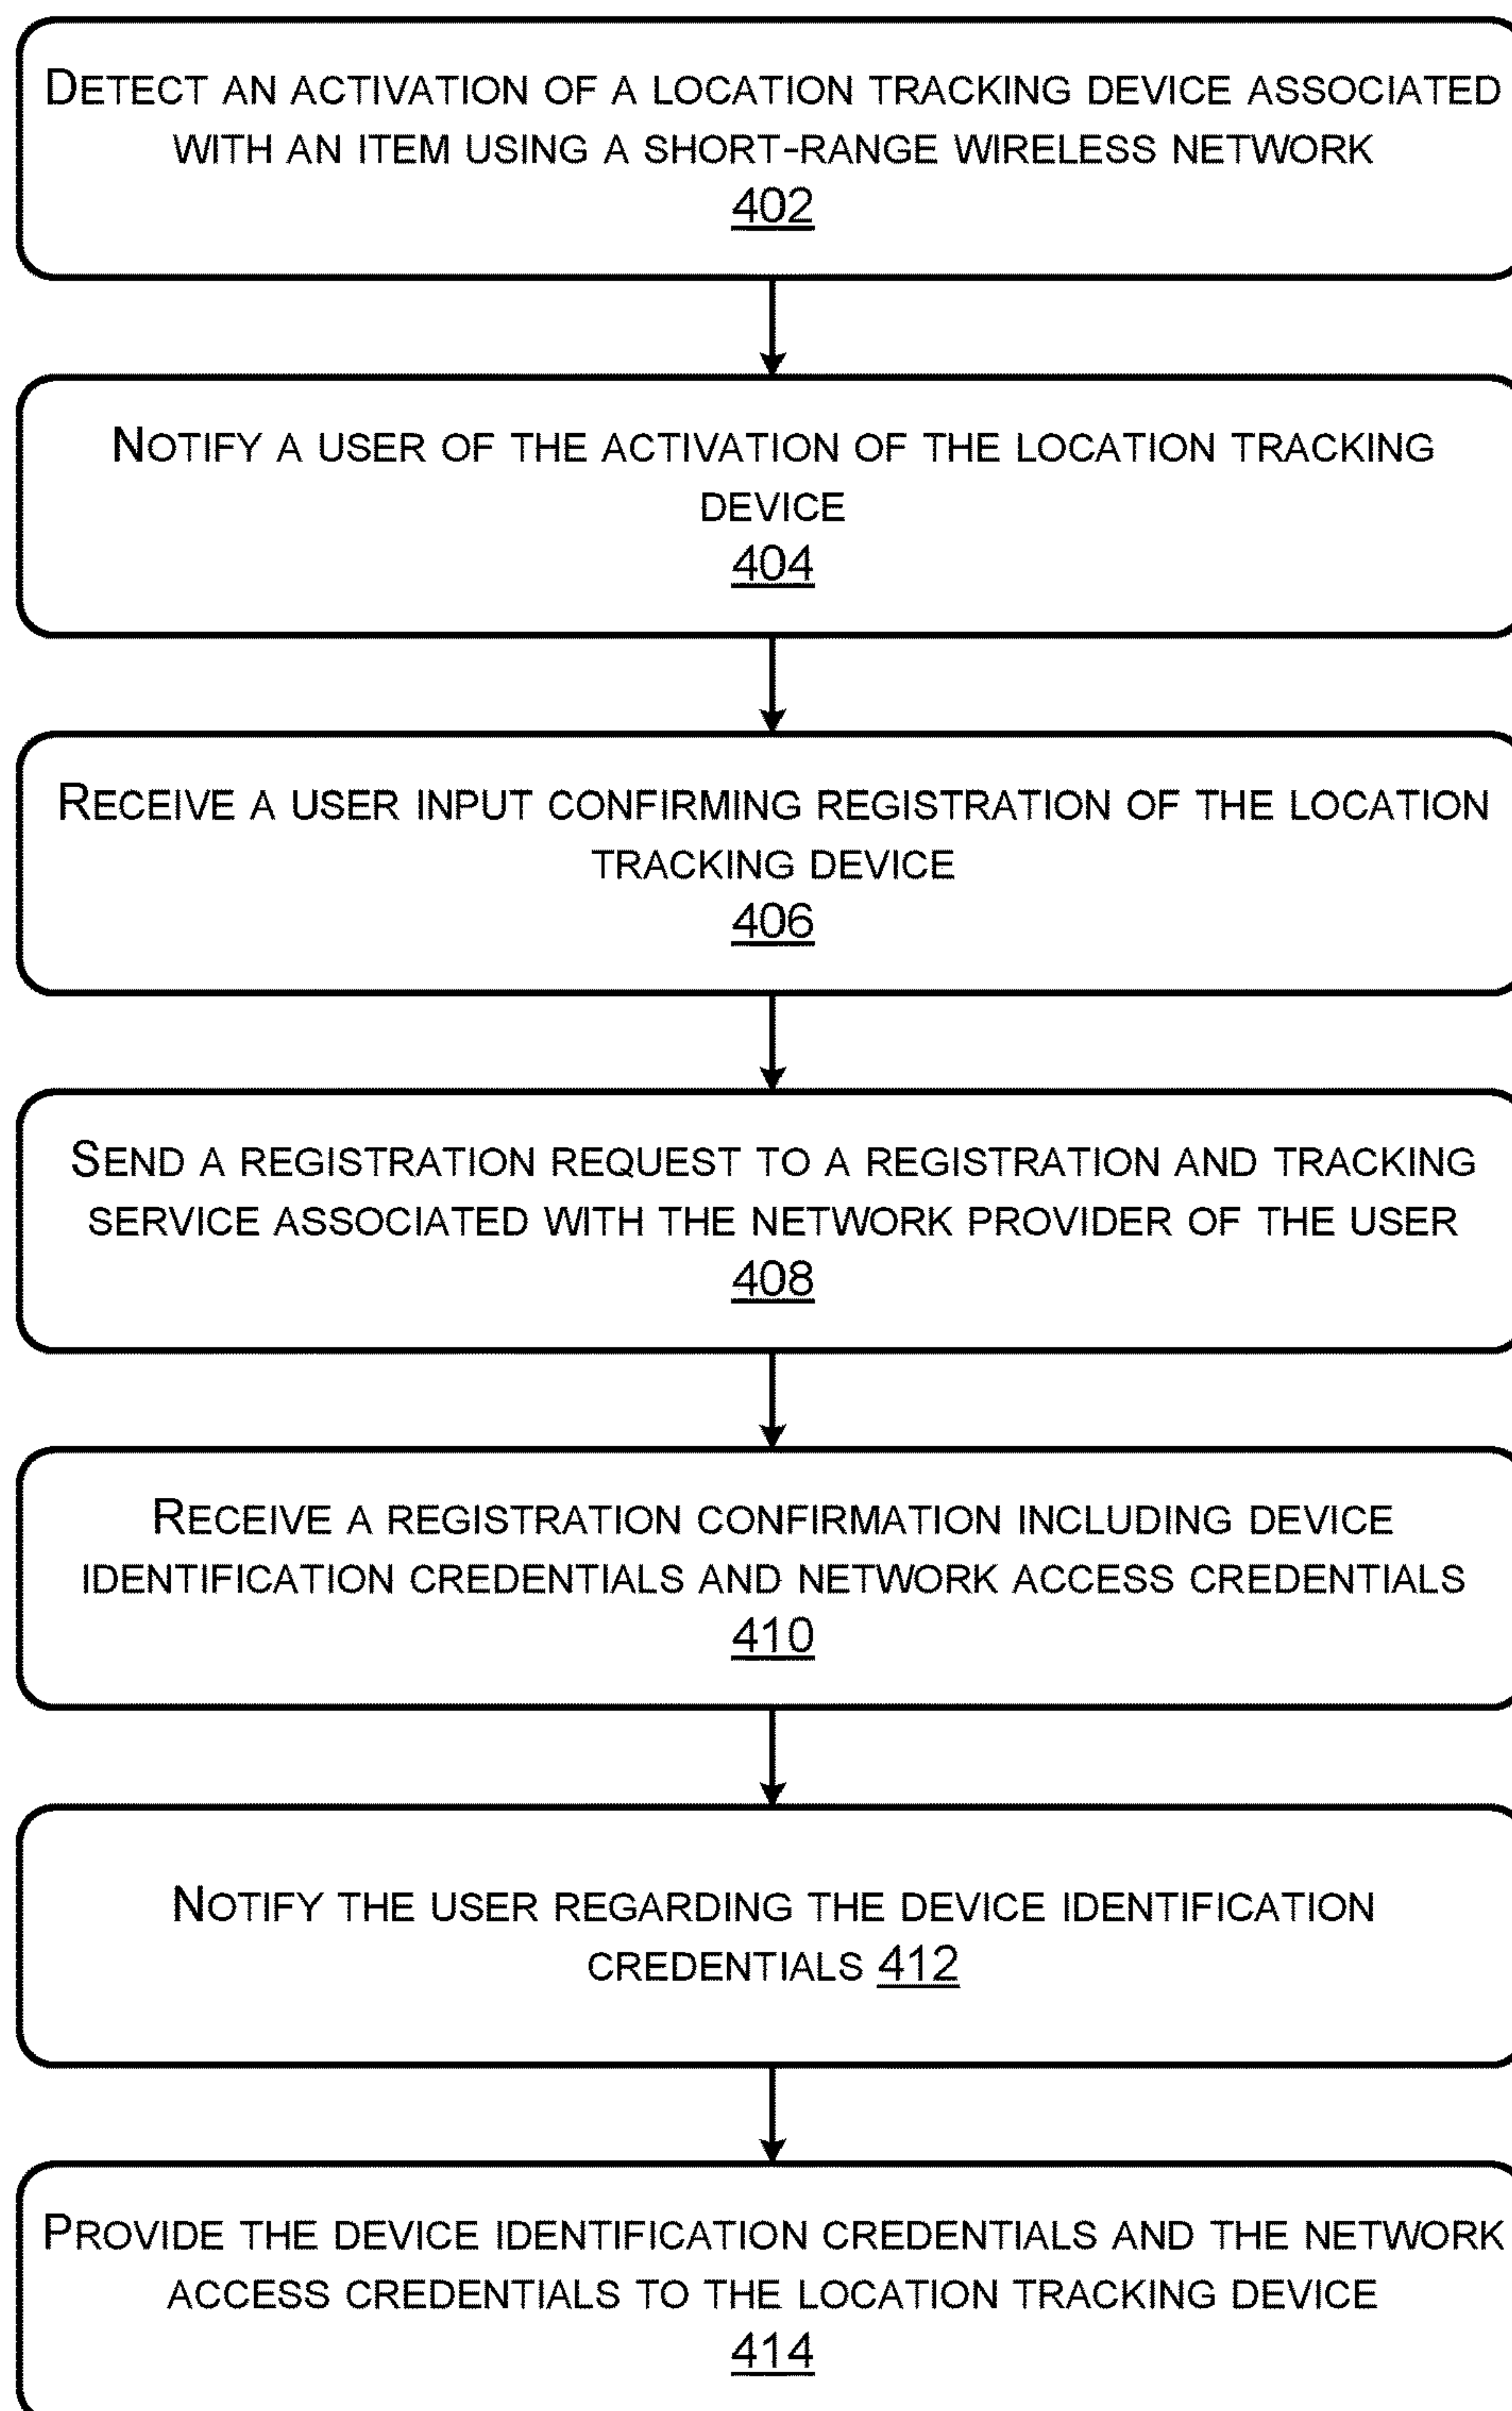 DETECT AN ACTIVATION OF A LOCATION TRACKING DEVICE ASSOCIATED
WITH AN ITEM USING A SHORT-RANGE WIRELESS NETWORK
402
NOTIFY A USER OF THE ACTIVATION OF THE LOCATION TRACKING
DEVICE
404
RECEIVE A USER INPUT CONFIRMING REGISTRATION OF THE LOCATION
TRACKING DEVICE
406
SEND A REGISTRATION REQUEST TO A REGISTRATION AND TRACKING
SERVICE ASSOCIATED WITH THE NETWORK PROVIDER OF THE USER
408
RECEIVE A REGISTRATION CONFIRMATION INCLUDING DEVICE
IDENTIFICATION CREDENTIALS AND NETWORK ACCESS CREDENTIALS
410
NOTIFY THE USER REGARDING THE DEVICE IDENTIFICATION
CREDENTIALS 412
PROVIDE THE DEVICE IDENTIFICATION CREDENTIALS AND THE NETWORK
ACCESS CREDENTIALS TO THE LOCATION TRACKING DEVICE
414